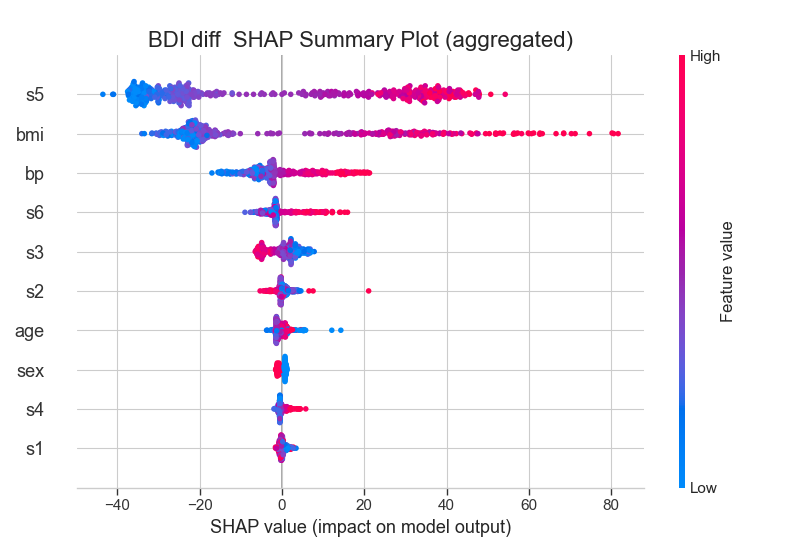 BDI diff  SHAP Summary Plot (aggregated)
High
s5
bmi
bp
s6
s3
s2
age
sex
s4
s1
Feature value
Low
−40 −20 0 20 40 60 80
SHAP value (impact on model output)